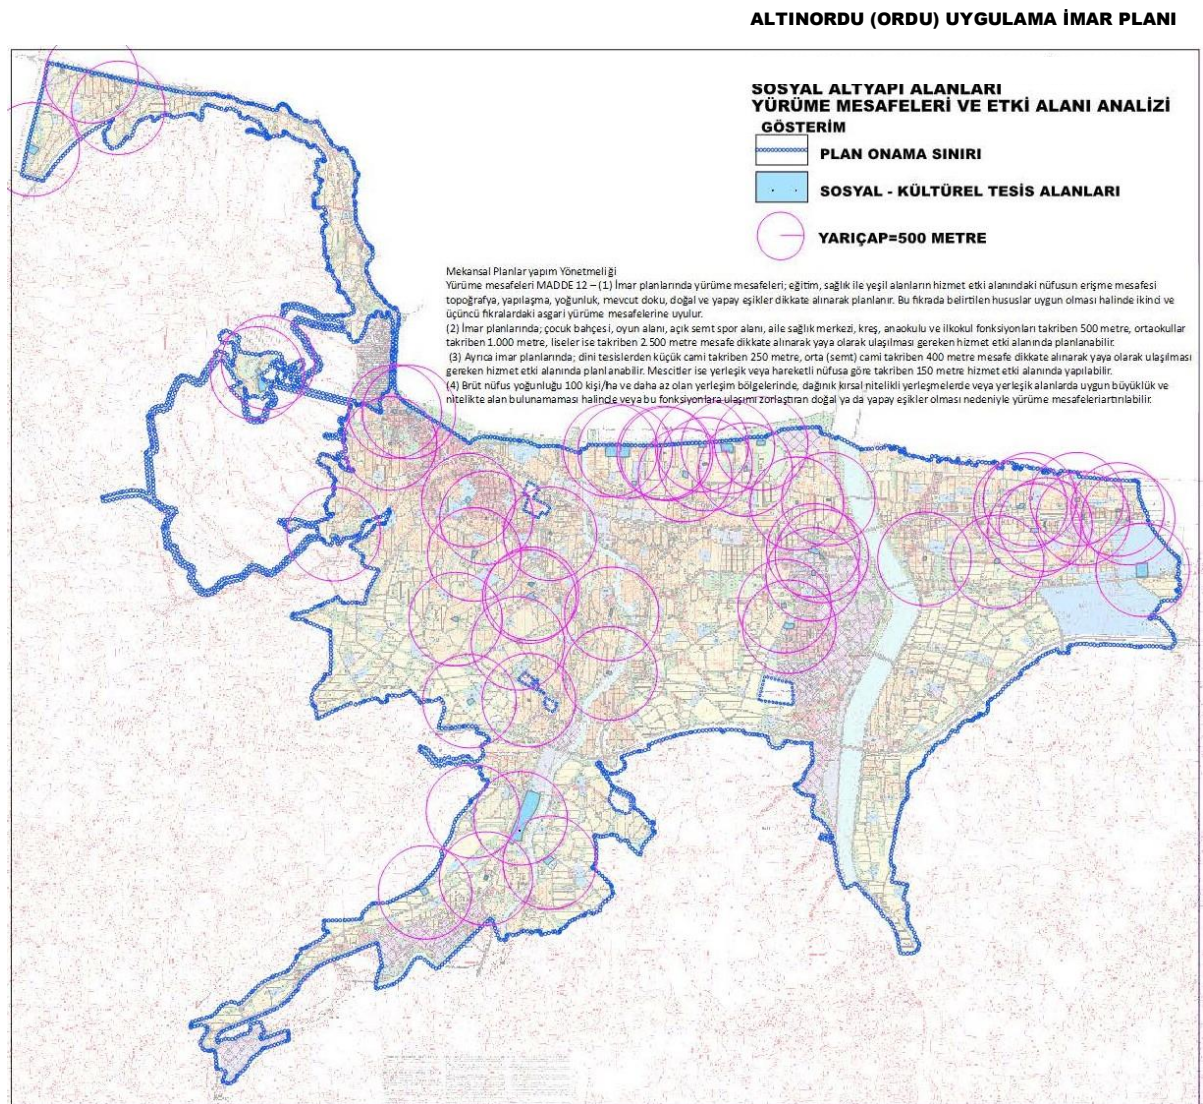 ALTINORDU (ORDU) UYGULAMA İMAR PLANI
SOSYAL ALTYAPI ALANLARI
YÜRÜME MESAFELERİ VE ETKİ ALANI ANALİZİ
GÖSTERİM
PLAN ONAMA SINIRI
SOSYAL - KÜLTÜREL TESİS ALANLARI
YARIÇAP=500 METRE
Mekansal Planlar yapım Yönetmeliği
Yürüme mesafeleri MADDE 12 – (1) İmar planlarında yürüme mesafeleri; eğitim, sağlık ile yeşil alanların hizmet etki alanındaki nüfusun erişme mesafesi
topoğrafya, yapılaşma, yoğunluk, mevcut doku, doğal ve yapay eşikler dikkate alınarak planlanır. Bu fıkrada belirtilen hususlar uygun olması halinde ikinci ve
üçüncü fıkralardaki asgari yürüme mesafelerine uyulur.
(2) İmar planlarında; çocuk bahçesi, oyun alanı, açık semt spor alanı, aile sağlık merkezi, kreş, anaokulu ve ilkokul fonksiyonları takriben 500 metre, ortaokullar
takriben 1.000 metre, liseler ise takriben 2.500 metre mesafe dikkate alınarak yaya olarak ulaşılması gereken hizmet etki alanında planlanabilir.
(3) Ayrıca imar planlarında; dini tesislerden küçük cami takriben 250 metre, orta (semt) cami takriben 400 metre mesafe dikkate alınarak yaya olarak ulaşılması
gereken hizmet etki alanında planlanabilir. Mescitler ise yerleşik veya hareketli nüfusa göre takriben 150 metre hizmet etki alanında yapılabilir.
(4) Brüt nüfus yoğunluğu 100 kişi/ha ve daha az olan yerleşim bölgelerinde, dağınık kırsal nitelikli yerleşmelerde veya yerleşik alanlarda uygun büyüklük ve
nitelikte alan bulunamaması halinde veya bu fonksiyonlara ulaşımı zorlaştıran doğal ya da yapay eşikler olması nedeniyle yürüme mesafeleriartırılabilir.